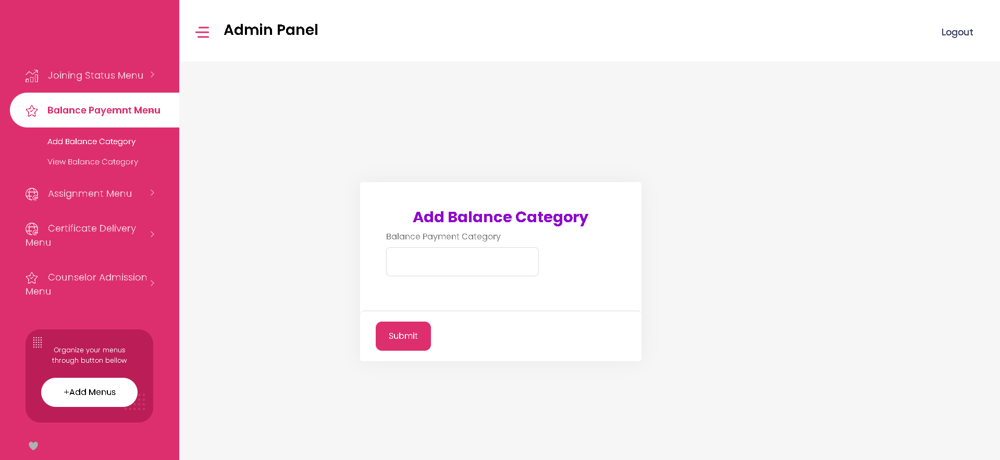 Admin Panel
Logout
Joining Status Menu
Balance Payemnt Menu
Add Balance Category
View Balance Category
Assignment Menu
Certificate Delivery
Menu
Counselor Admission
Menu
Organize your menus
through button bellow
+Add Menus
Add Balance Category
Balance Payment Category
Submit